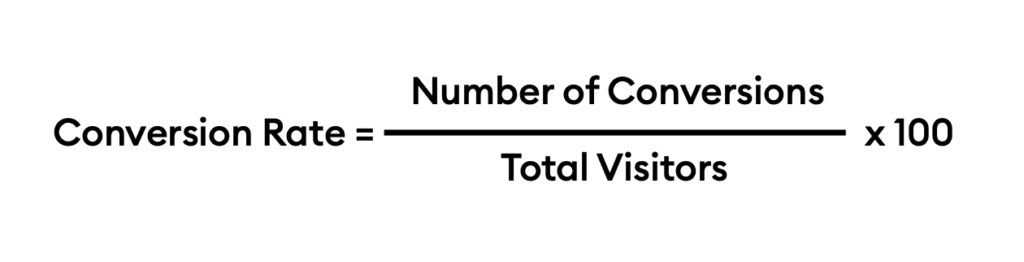 Number of Conversions
Conversion Rate = x 100
Total Visitors